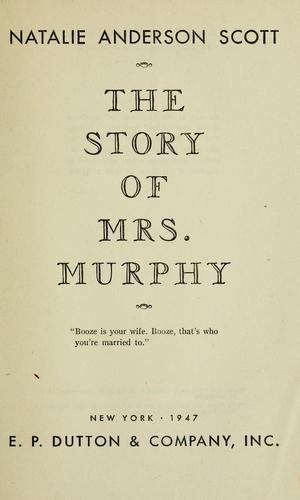 NATALIE ANDERSON SCOTT
THE
STORY
OF
MRS.
MURPHY
"Booze is your wife. Booze, that's who
you're married to."
NEW YORK · 1947
E. P. DUTTON & COMPANY, INC.